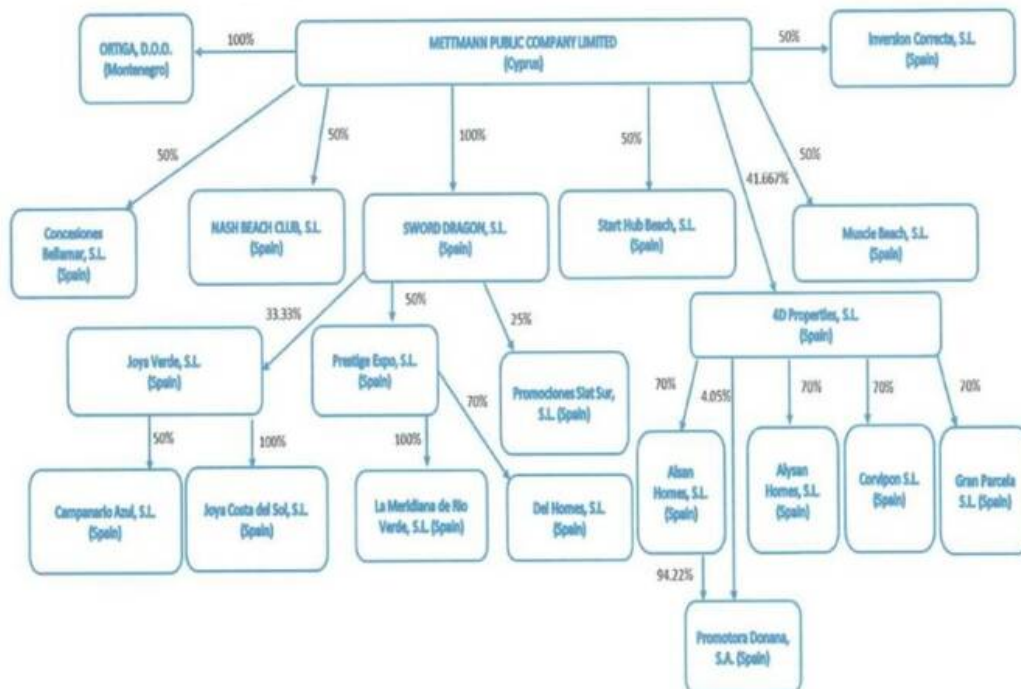 ORTIGA, D.O.O.
(Montenegro)
100%
METTMANN PUBLIC COMPANY LIMITED
(Cyprus)
50%
Inversion Correcta, S.L.
(Spain)
50%
50%
100%
50%
41.667%
50%
Concesiones
Bellamar, S.L.
(Spain)
NASH BEACH CLUB, S.L.
(Spain)
SWORD DRAGON, S.L.
(Spain)
Start Hub Beach, S.L.
(Spain)
Muscle Beach, S.L.
(Spain)
33.33%
50%
25%
4D Properties, S.L.
(Spain)
Joya Verde, S.L.
(Spain)
Prestige Expo, S.L.
(Spain)
Promociones Siat Sur,
S.L. (Spain)
50%
100%
100%
70%
70%
4.05%
70%
70%
70%
Campanario Azul, S.L.
(Spain)
Joya Costa del Sol, S.L.
(Spain)
La Meridiana de Rio
Verde, S.L. (Spain)
Del Homes, S.L.
(Spain)
Alsan
Homes, S.L.
(Spain)
Alysan
Homes, S.L.
(Spain)
Corvipon S.L.
(Spain)
Gran Parcela
S.L. (Spain)
94.22%
Promotora Donana,
S.A. (Spain)